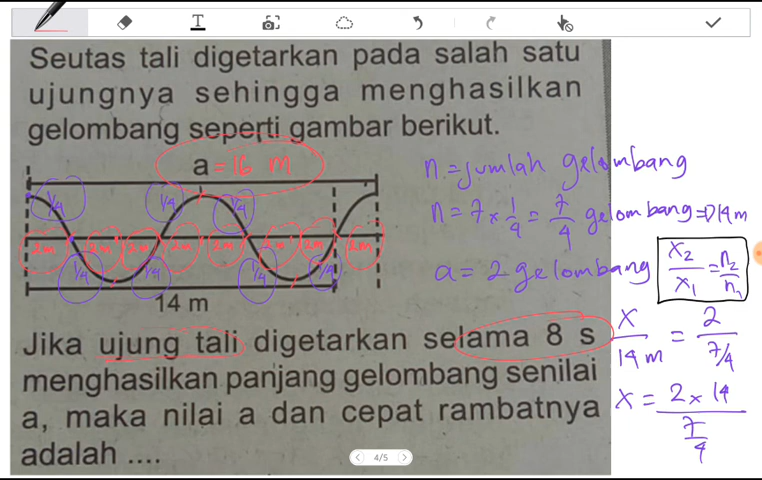 T
Seutas tali digetarkan pada salah satu
ujungnya sehingga menghasilkan
gelombang seperti gambar berikut.
a = 16 m
1/4 1/4 1/4
2m 2m 2m 2m 2m 2m 2m 2m
1/4 1/4 1/4 1/4
14 m
Jika ujung tali digetarkan selama 8 s
menghasilkan panjang gelombang senilai
a, maka nilai a dan cepat rambatnya
adalah ....
n = jumlah gelombang
n = 7 × 1/4 = 7/4 gelombang => 14m
a = 2 gelombang
x2/x1 = n2/n1
x/14 m = 2/7/4
x = 2 × 14/7/4
4/5